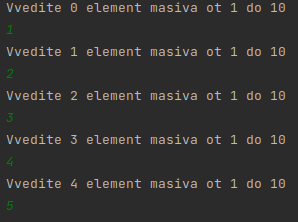 Vvedite 0 element masiva ot 1 do 10
1
Vvedite 1 element masiva ot 1 do 10
2
Vvedite 2 element masiva ot 1 do 10
3
Vvedite 3 element masiva ot 1 do 10
4
Vvedite 4 element masiva ot 1 do 10
5